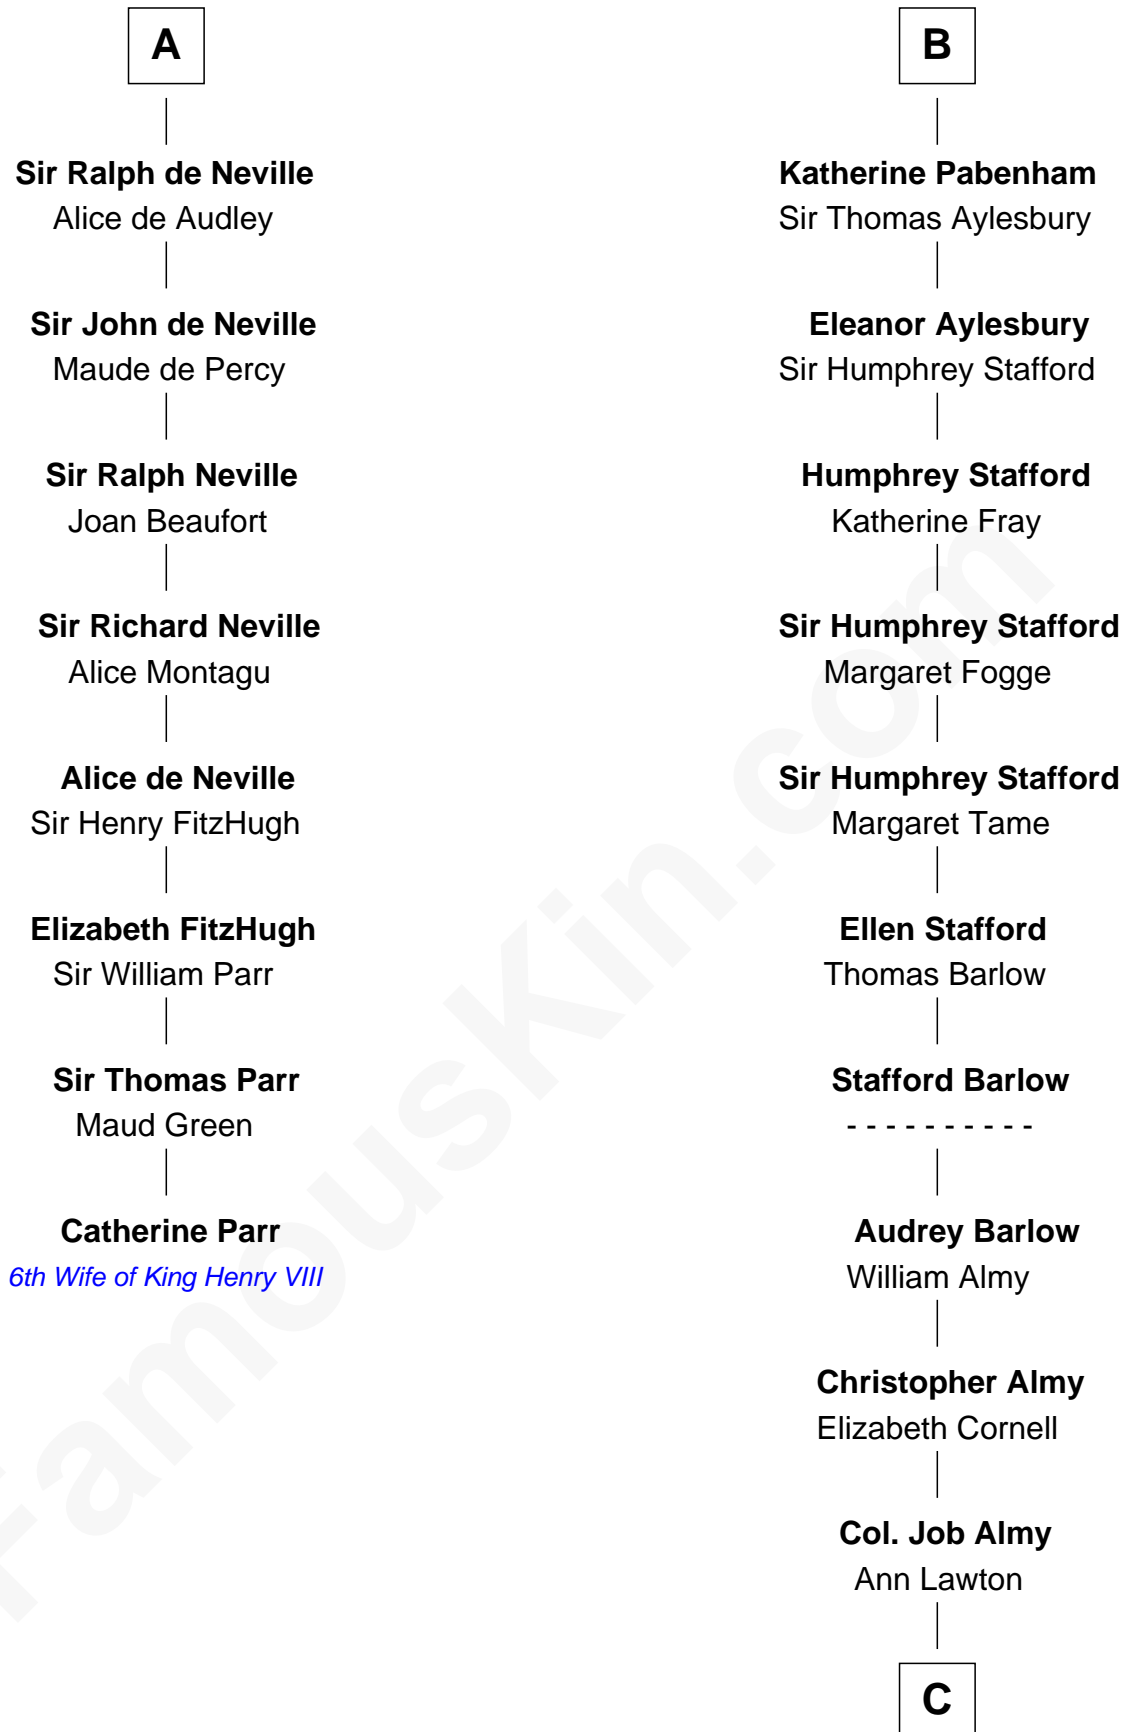 A
Sir Ralph de Neville
Alice de Audley
Sir John de Neville
Maude de Percy
Sir Ralph Neville
Joan Beaufort
Sir Richard Neville
Alice Montagu
Alice de Neville
Sir Henry FitzHugh
Elizabeth FitzHugh
Sir William Parr
Sir Thomas Parr
Maud Green
Catherine Parr
6th Wife of King Henry VIII
B
Katherine Pabenham
Sir Thomas Aylesbury
Eleanor Aylesbury
Sir Humphrey Stafford
Humphrey Stafford
Katherine Fray
Sir Humphrey Stafford
Margaret Fogge
Sir Humphrey Stafford
Margaret Tame
Ellen Stafford
Thomas Barlow
Stafford Barlow
- - - - - - - - - -
Audrey Barlow
William Almy
Christopher Almy
Elizabeth Cornell
Col. Job Almy
Ann Lawton
C
FamousKin.com